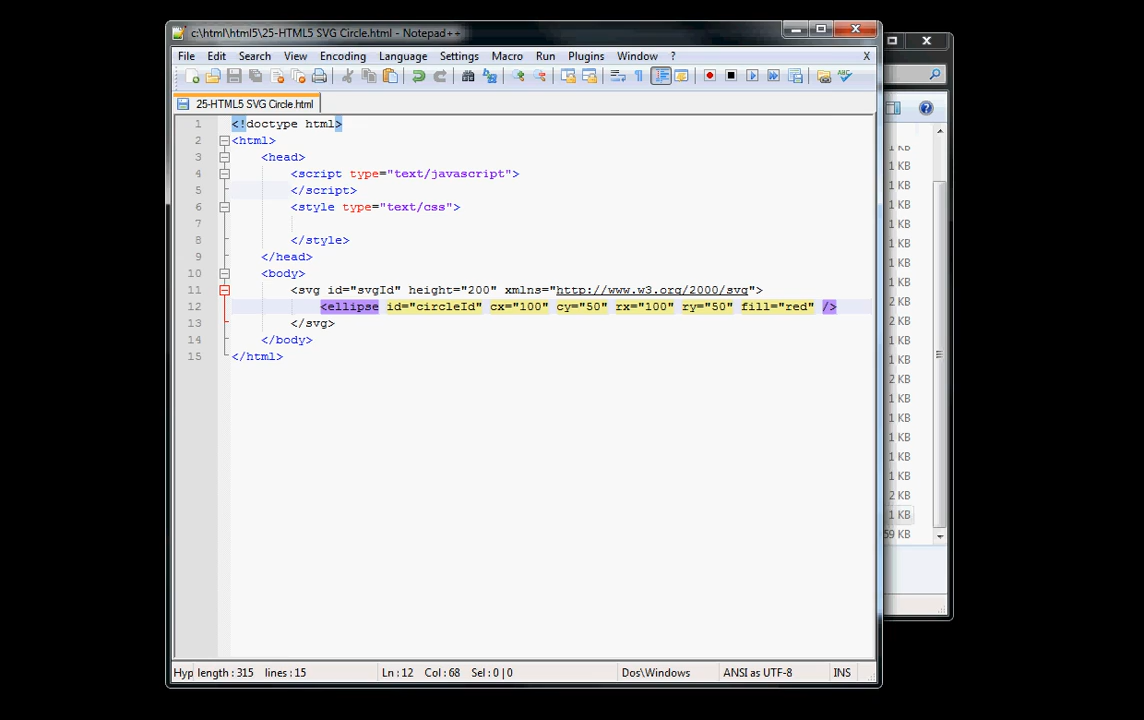 c:\html\html5\25-HTML5 SVG Circle.html - Notepad++
File Edit Search View Encoding Language Settings Macro Run Plugins Window ? X
25-HTML5 SVG Circle.html
1 <!doctype html>
2 <html>
3 <head>
4 <script type="text/javascript">
5 </script>
6 <style type="text/css">
7
8 </style>
9 </head>
10 <body>
11 <svg id="svgId" height="200" xmlns="http://www.w3.org/2000/svg">
12 <ellipse id="circleId" cx="100" cy="50" rx="100" ry="50" fill="red" />
13 </svg>
14 </body>
15 </html>
1 KB
1 KB
1 KB
1 KB
1 KB
1 KB
1 KB
2 KB
2 KB
1 KB
1 KB
2 KB
1 KB
1 KB
1 KB
1 KB
1 KB
2 KB
1 KB
59 KB
Hyp length : 315 lines : 15 Ln : 12 Col : 68 Sel : 0 | 0 Dos\Windows ANSI as UTF-8 INS